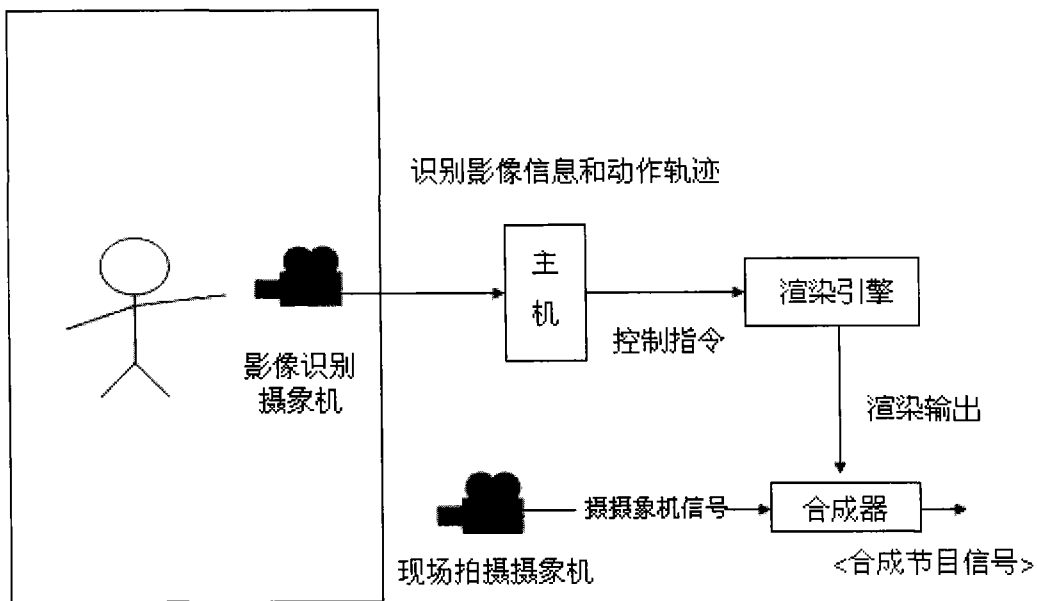 识别影像信息和动作轨迹
主
机
渲染引擎
控制指令
影像识别
摄象机
渲染输出
摄摄象机信号
合成器
现场拍摄摄象机
<合成节目信号>